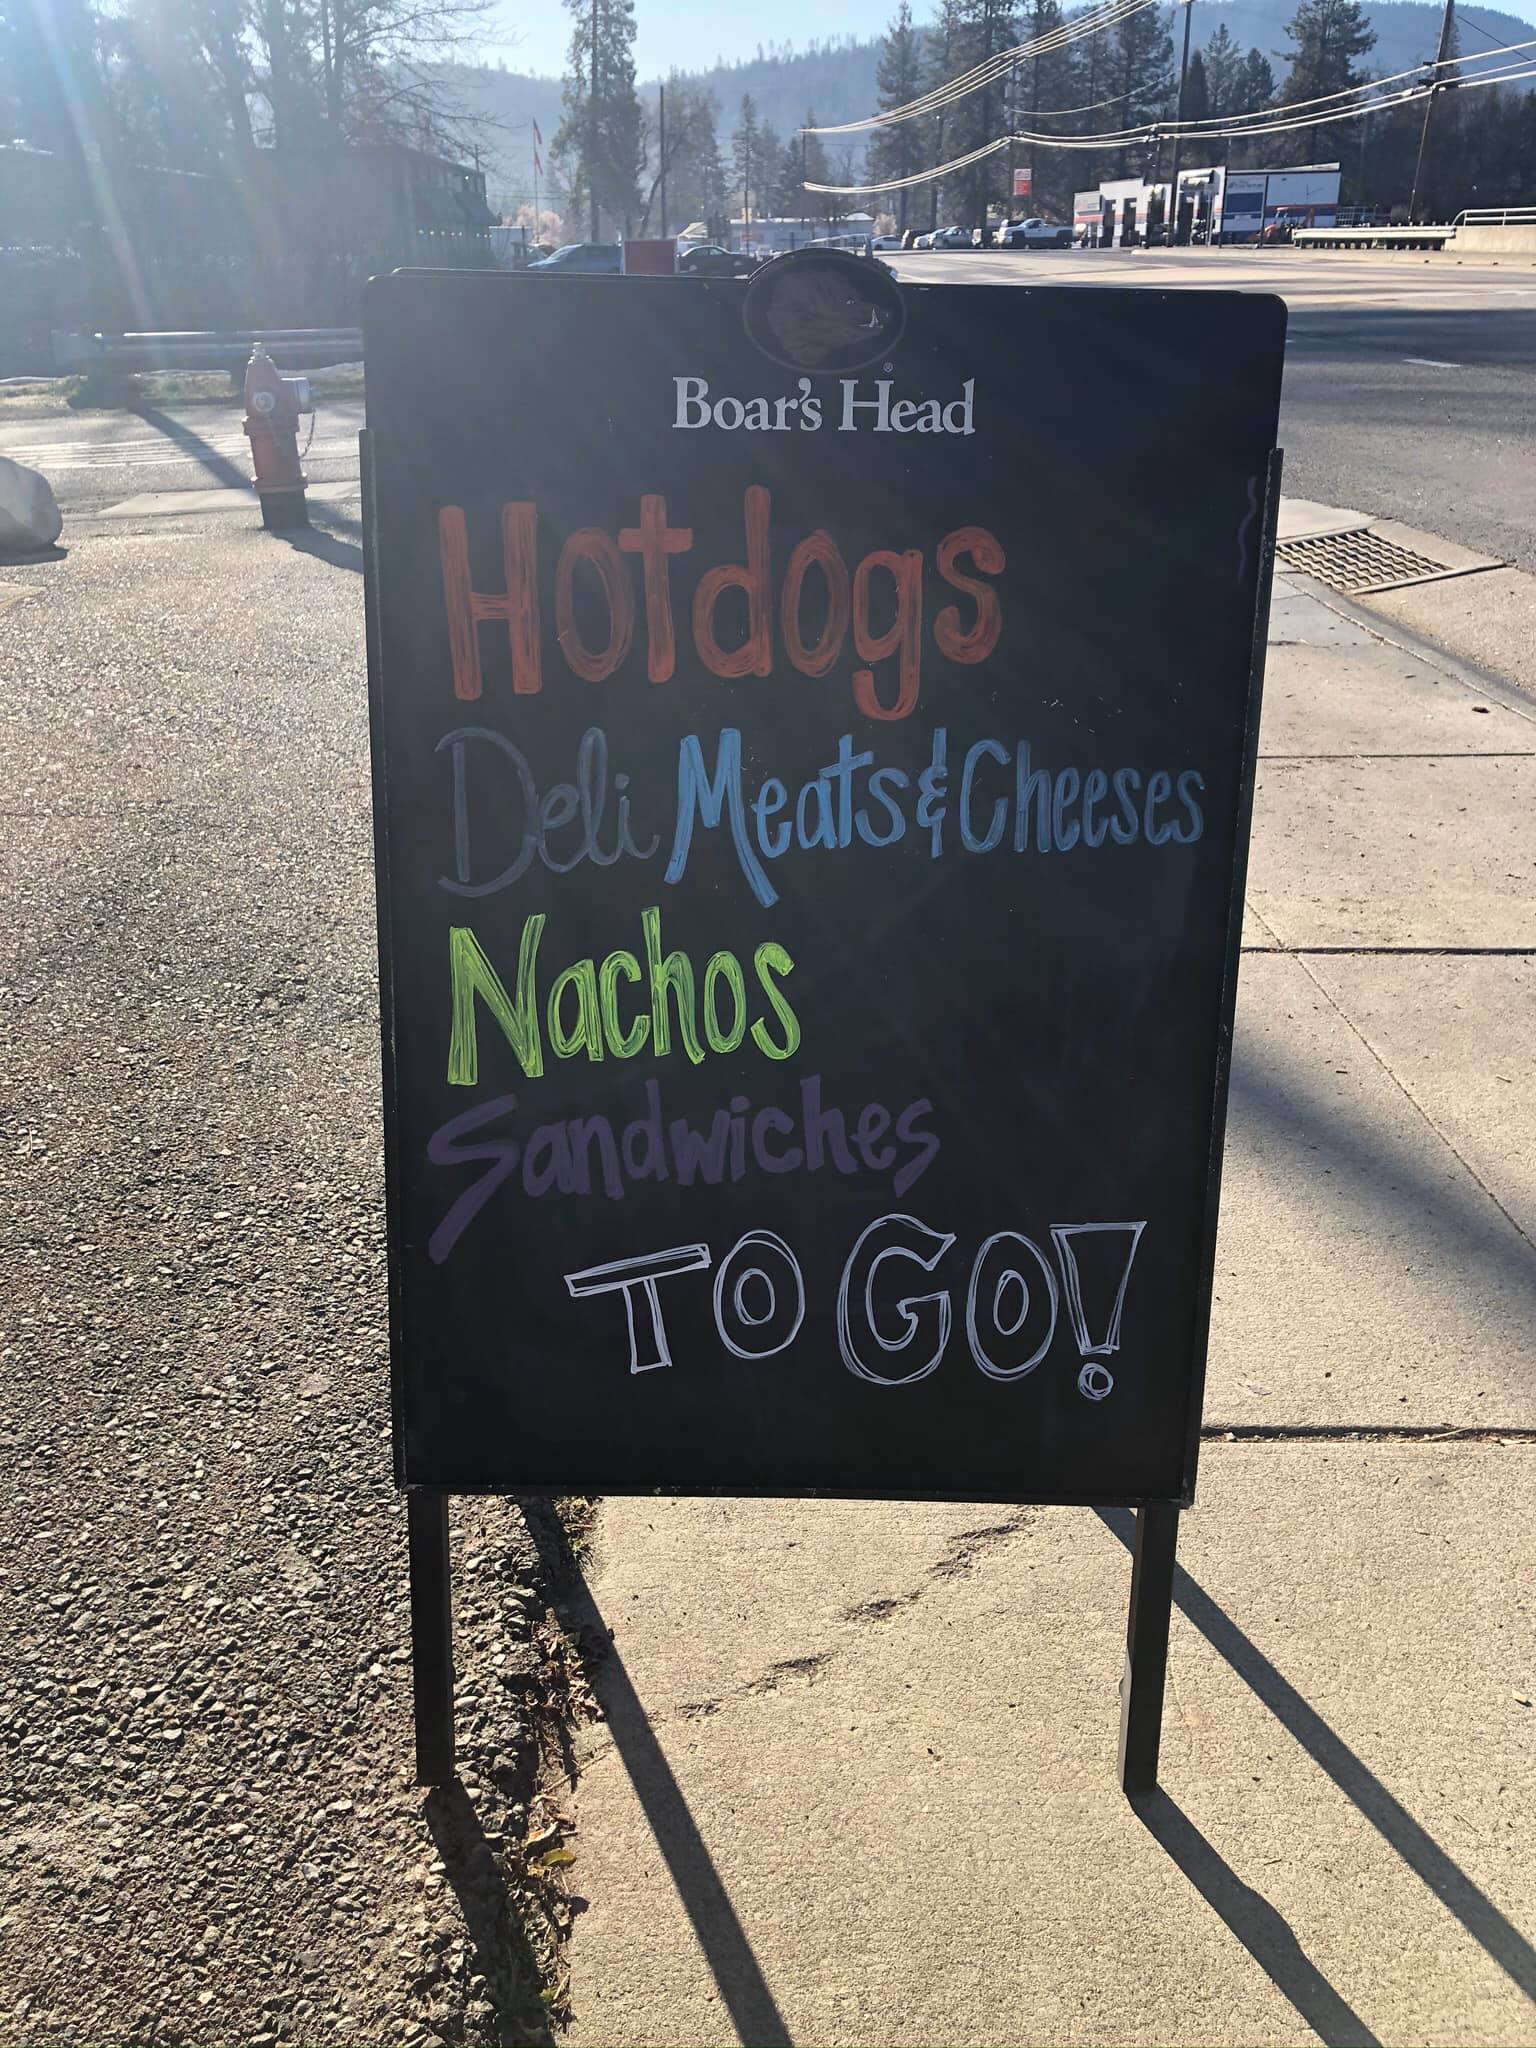 Boar's Head®
Hotdogs
Deli Meats & Cheeses
Nachos
Sandwiches
TO GO!